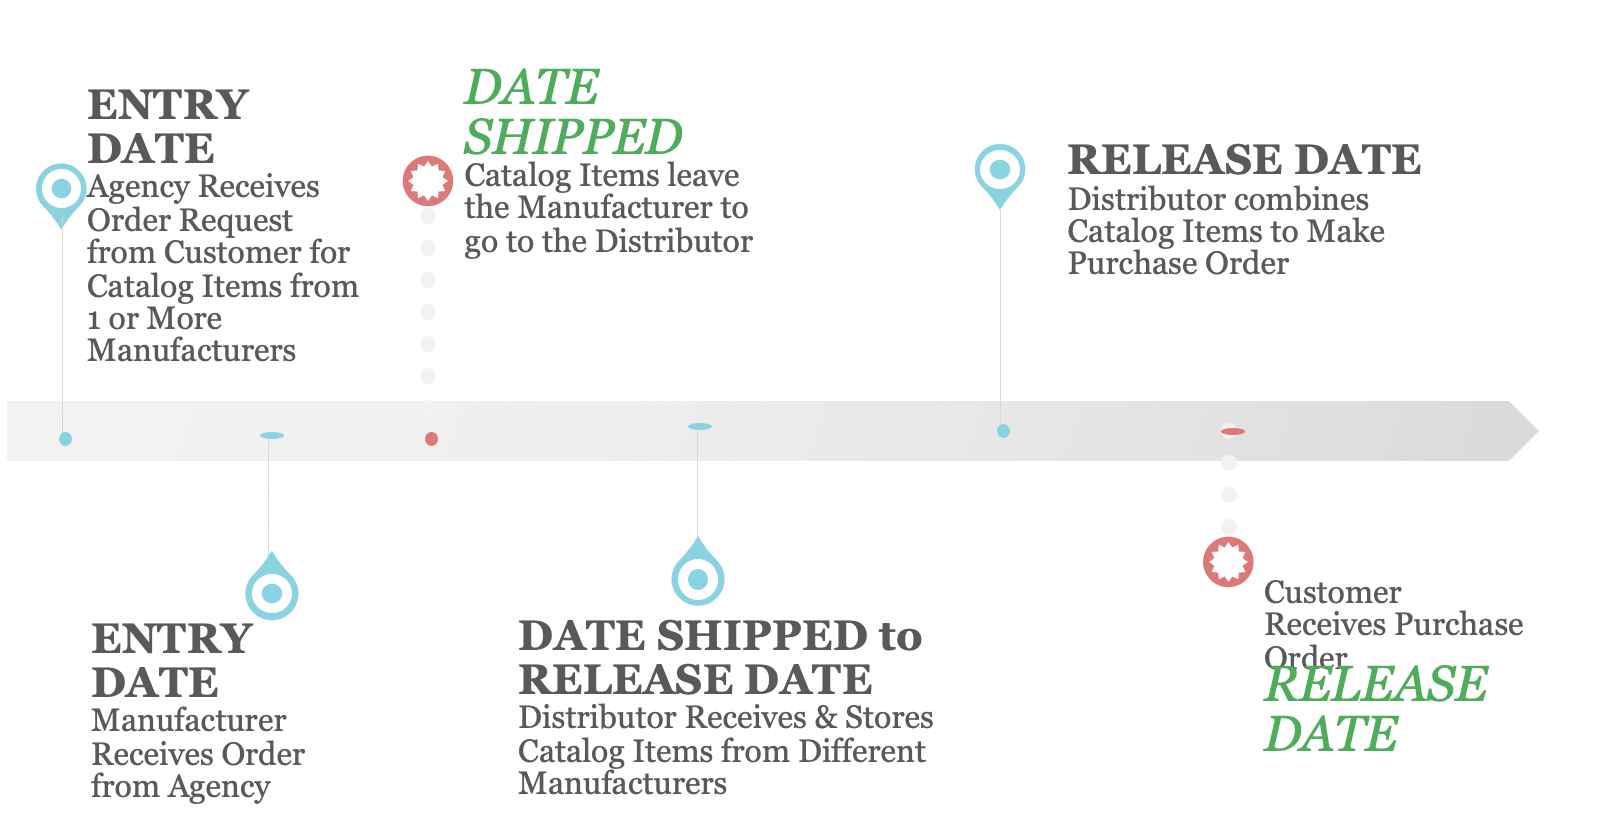 ENTRY
DATE
Agency Receives
Order Request
from Customer for
Catalog Items from
1 or More
Manufacturers
DATE
SHIPPED
Catalog Items leave
the Manufacturer to
go to the Distributor
RELEASE DATE
Distributor combines
Catalog Items to Make
Purchase Order
ENTRY
DATE
Manufacturer
Receives Order
from Agency
DATE SHIPPED to
RELEASE DATE
Distributor Receives & Stores
Catalog Items from Different
Manufacturers
Customer
Receives Purchase
Order
RELEASE
DATE